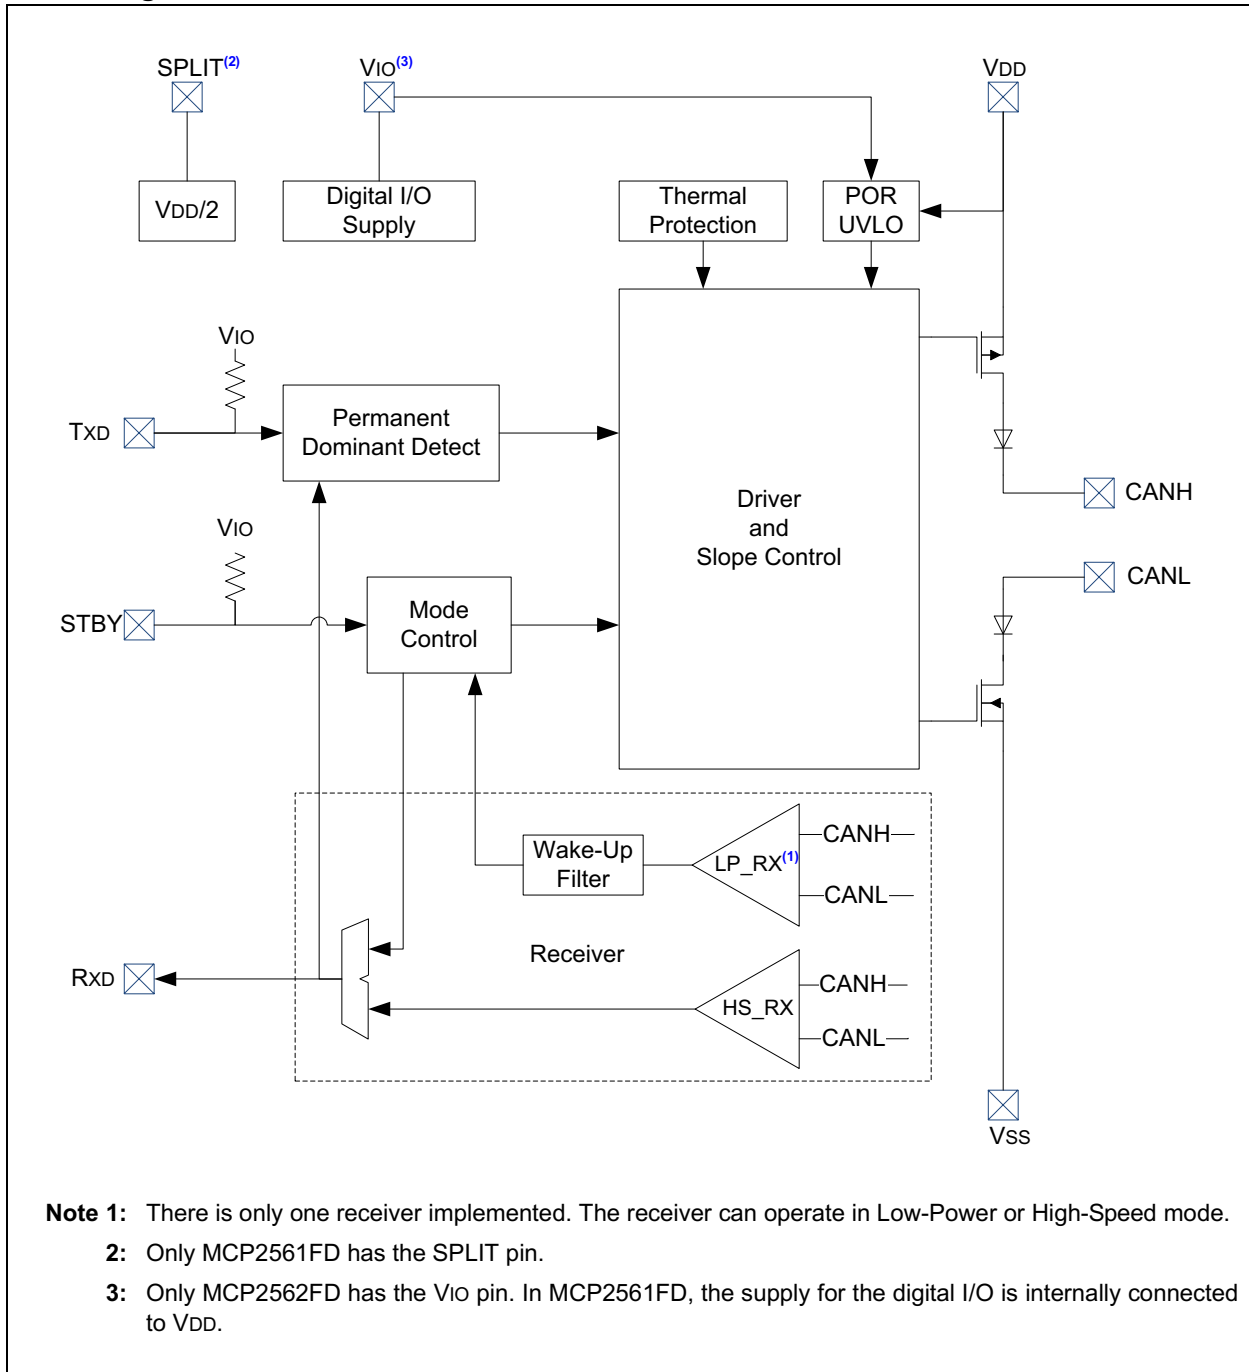 SPLIT(2)
VIO(3)
VDD
VDD/2
Digital I/O
Supply
Thermal
Protection
POR
UVLO
VIO
TXD
Permanent
Dominant Detect
Driver
and
Slope Control
CANH
VIO
CANL
STBY
Mode
Control
Wake-Up
Filter
LP_RX(1)
CANH
CANL
Receiver
RXD
HS_RX
CANH
CANL
VSS
Note 1: There is only one receiver implemented. The receiver can operate in Low-Power or High-Speed mode.
2: Only MCP2561FD has the SPLIT pin.
3: Only MCP2562FD has the VIO pin. In MCP2561FD, the supply for the digital I/O is internally connected
to VDD.